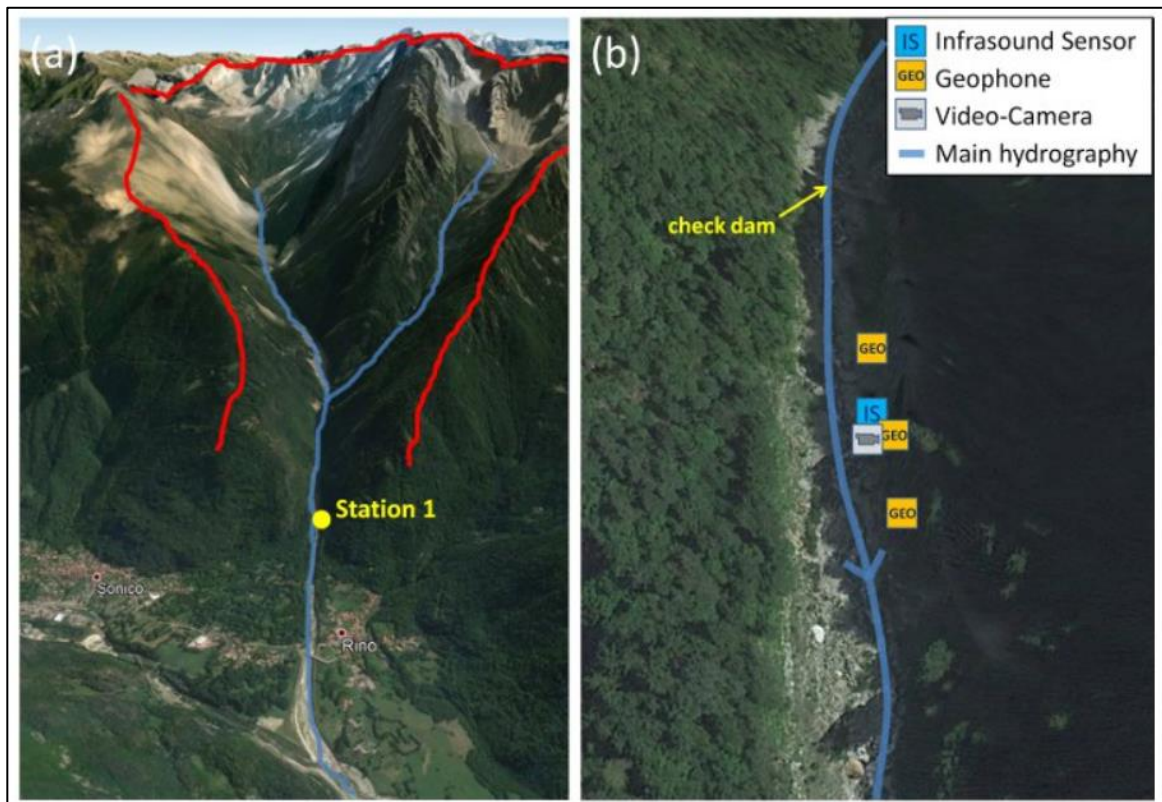 (a)
Station 1
Sonico
Rino
(b)
IS Infrasound Sensor
GEO Geophone
Video-Camera
Main hydrography
check dam
GEO
IS
GEO
GEO